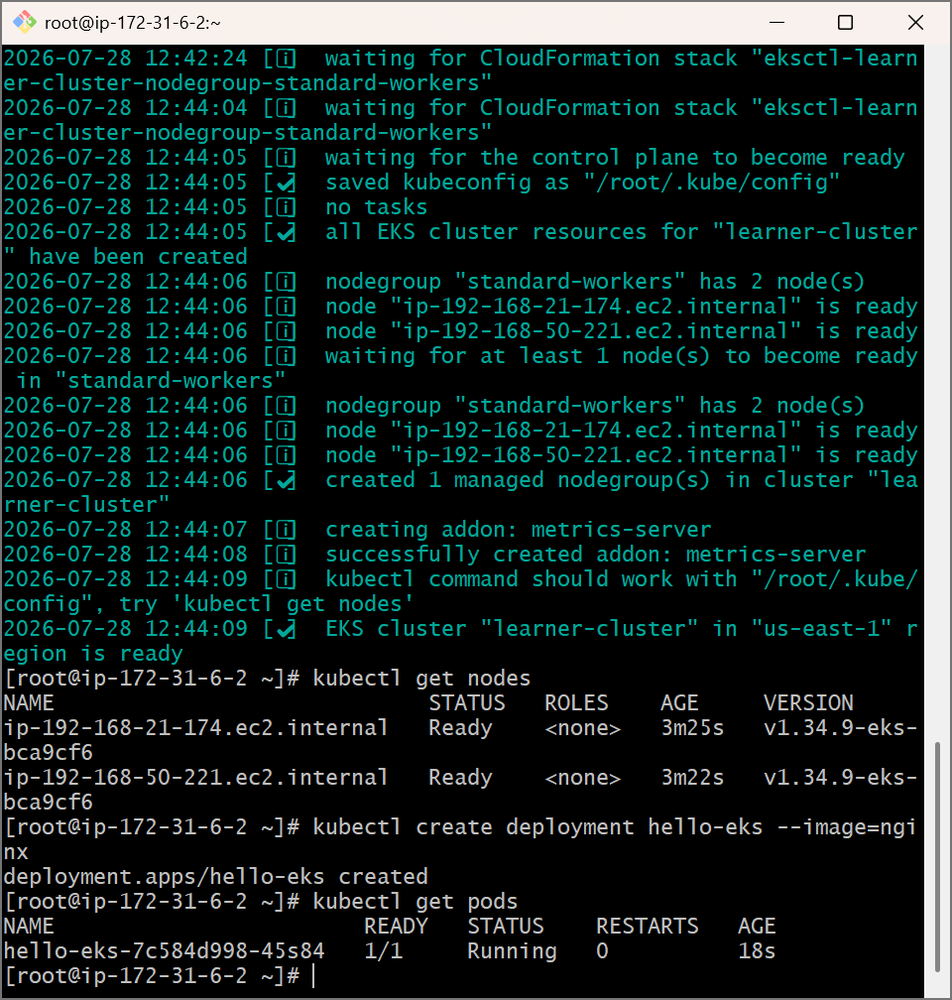 root@ip-172-31-6-2:~
2026-07-28 12:42:24 [ℹ]  waiting for CloudFormation stack "eksctl-learn
er-cluster-nodegroup-standard-workers"
2026-07-28 12:44:04 [ℹ]  waiting for CloudFormation stack "eksctl-learn
er-cluster-nodegroup-standard-workers"
2026-07-28 12:44:05 [ℹ]  waiting for the control plane to become ready
2026-07-28 12:44:05 [✔]  saved kubeconfig as "/root/.kube/config"
2026-07-28 12:44:05 [ℹ]  no tasks
2026-07-28 12:44:05 [✔]  all EKS cluster resources for "learner-cluster
" have been created
2026-07-28 12:44:06 [ℹ]  nodegroup "standard-workers" has 2 node(s)
2026-07-28 12:44:06 [ℹ]  node "ip-192-168-21-174.ec2.internal" is ready
2026-07-28 12:44:06 [ℹ]  node "ip-192-168-50-221.ec2.internal" is ready
2026-07-28 12:44:06 [ℹ]  waiting for at least 1 node(s) to become ready
 in "standard-workers"
2026-07-28 12:44:06 [ℹ]  nodegroup "standard-workers" has 2 node(s)
2026-07-28 12:44:06 [ℹ]  node "ip-192-168-21-174.ec2.internal" is ready
2026-07-28 12:44:06 [ℹ]  node "ip-192-168-50-221.ec2.internal" is ready
2026-07-28 12:44:06 [✔]  created 1 managed nodegroup(s) in cluster "lea
rner-cluster"
2026-07-28 12:44:07 [ℹ]  creating addon: metrics-server
2026-07-28 12:44:08 [ℹ]  successfully created addon: metrics-server
2026-07-28 12:44:09 [ℹ]  kubectl command should work with "/root/.kube/
config", try 'kubectl get nodes'
2026-07-28 12:44:09 [✔]  EKS cluster "learner-cluster" in "us-east-1" r
egion is ready
[root@ip-172-31-6-2 ~]# kubectl get nodes
NAME                             STATUS   ROLES    AGE     VERSION
ip-192-168-21-174.ec2.internal   Ready    <none>   3m25s   v1.34.9-eks-
bca9cf6
ip-192-168-50-221.ec2.internal   Ready    <none>   3m22s   v1.34.9-eks-
bca9cf6
[root@ip-172-31-6-2 ~]# kubectl create deployment hello-eks --image=ngi
nx
deployment.apps/hello-eks created
[root@ip-172-31-6-2 ~]# kubectl get pods
NAME                        READY   STATUS    RESTARTS   AGE
hello-eks-7c584d998-45s84   1/1     Running   0          18s
[root@ip-172-31-6-2 ~]#